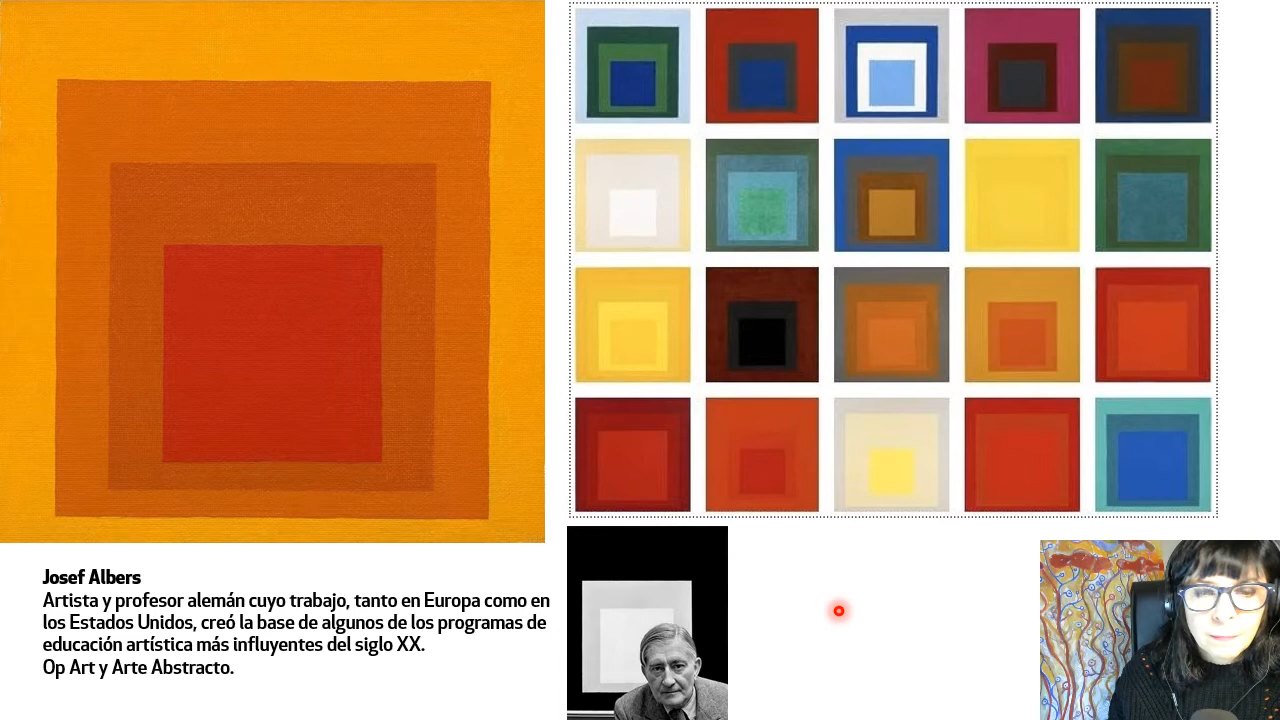 Josef Albers
Artista y profesor alemán cuyo trabajo, tanto en Europa como en
los Estados Unidos, creó la base de algunos de los programas de
educación artística más influyentes del siglo XX.
Op Art y Arte Abstracto.